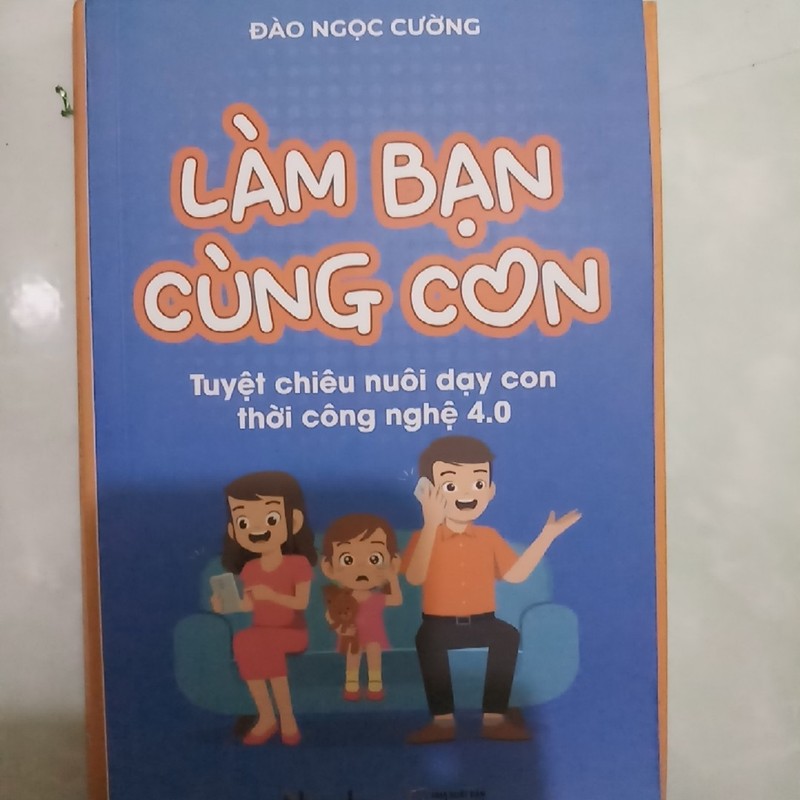 ĐÀO NGỌC CƯỜNG
LÀM BẠN
CÙNG CON
Tuyệt chiêu nuôi dạy con
thời công nghệ 4.0